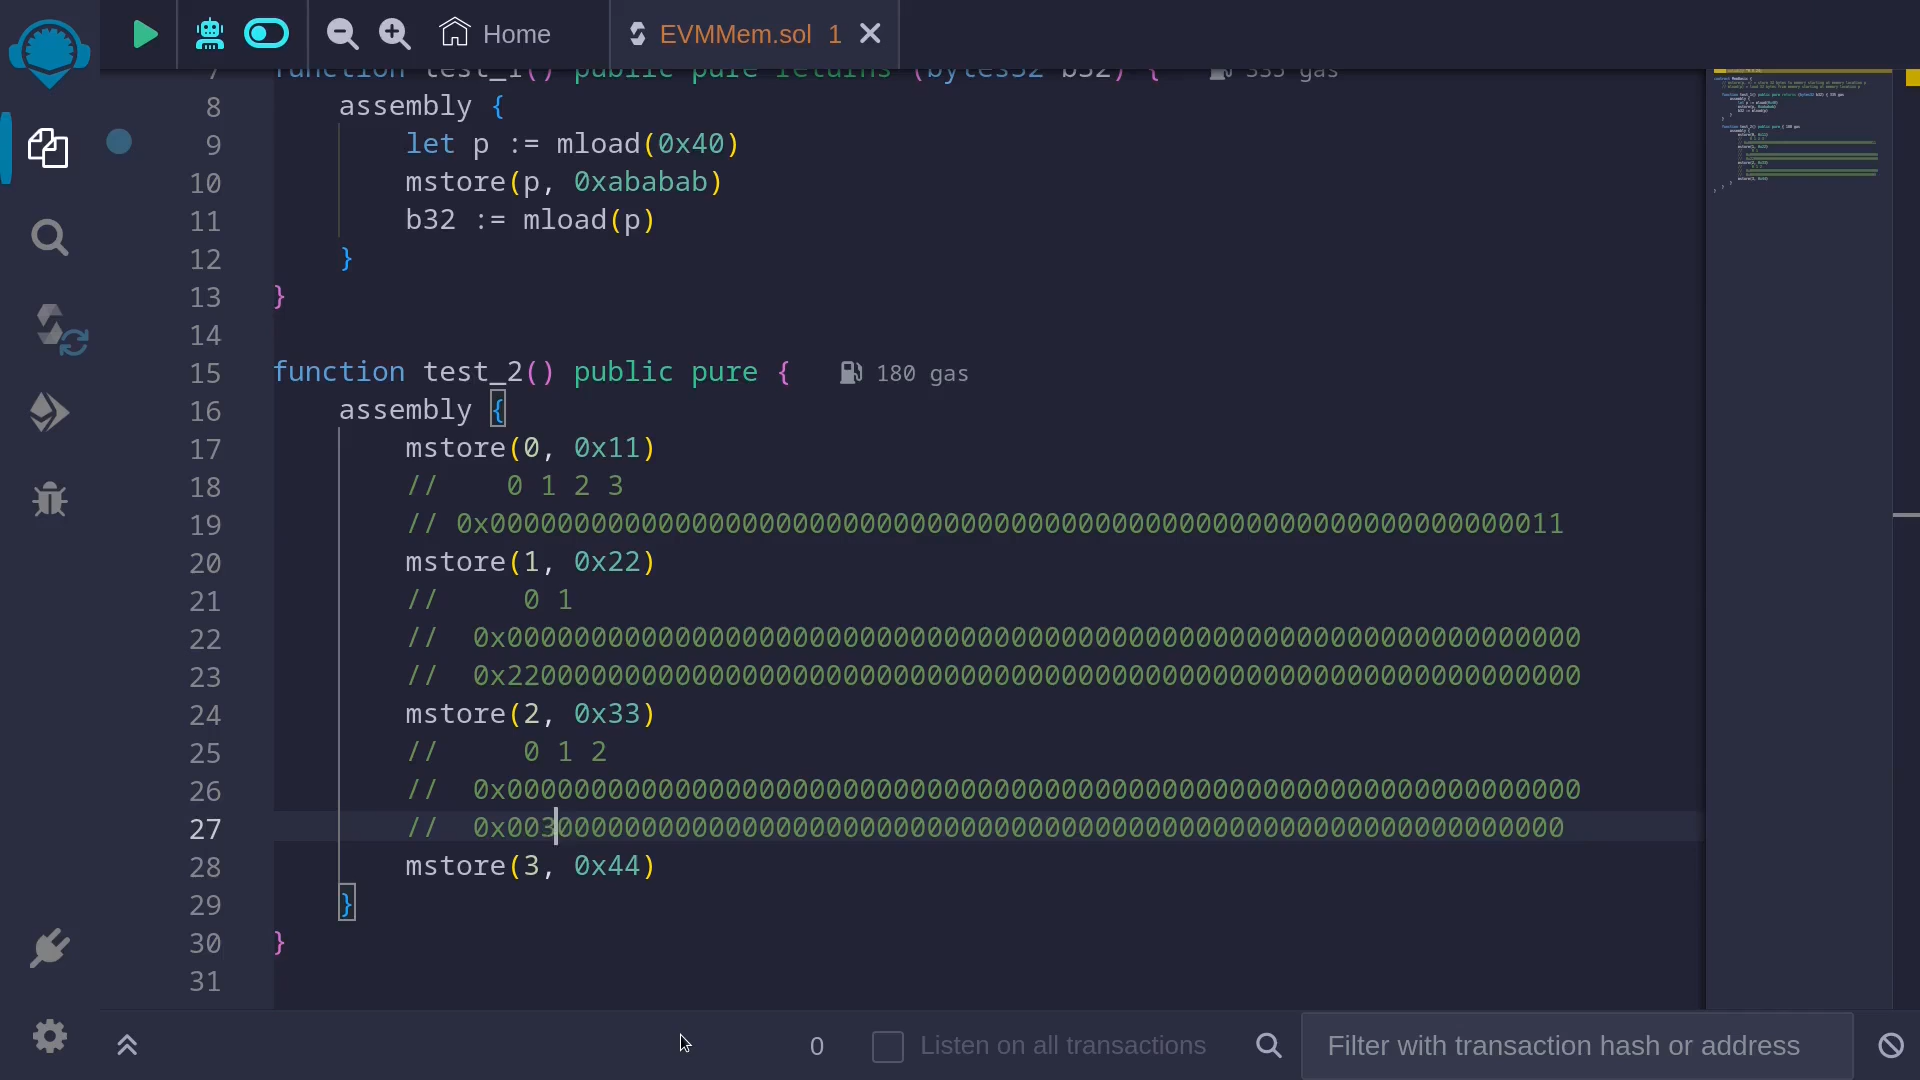 Home
EVMMem.sol 1
7 function test_1() public pure returns (bytes32 b32) { 335 gas
8 assembly {
9 let p := mload(0x40)
10 mstore(p, 0xababab)
11 b32 := mload(p)
12 }
13 }
14
15 function test_2() public pure { 180 gas
16 assembly {
17 mstore(0, 0x11)
18 //    0 1 2 3
19 // 0x0000000000000000000000000000000000000000000000000000000000000011
20 mstore(1, 0x22)
21 //     0 1
22 //  0x0000000000000000000000000000000000000000000000000000000000000000
23 //  0x2200000000000000000000000000000000000000000000000000000000000000
24 mstore(2, 0x33)
25 //     0 1 2
26 //  0x0000000000000000000000000000000000000000000000000000000000000000
27 //  0x003000000000000000000000000000000000000000000000000000000000000
28 mstore(3, 0x44)
29 }
30 }
31
0 Listen on all transactions Filter with transaction hash or address